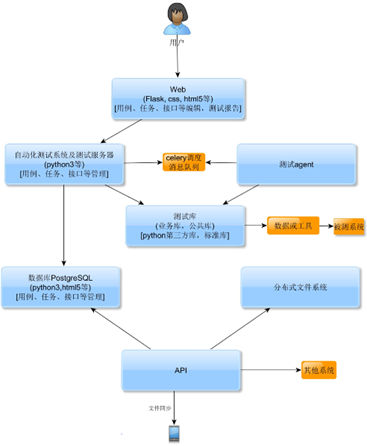 用户
Web
(Flask, css, html5等)
[用例、任务、接口等编辑、测试报告]
自动化测试系统及测试服务器
(python3等)
[用例、任务、接口等管理]
celery调度
消息队列
测试agent
测试库
(业务库，公共库)
[python第三方库，标准库]
数据或工具
被测系统
数据库PostgreSQL
(python3,html5等)
[用例、任务、接口等管理]
分布式文件系统
API
其他系统
文件同步